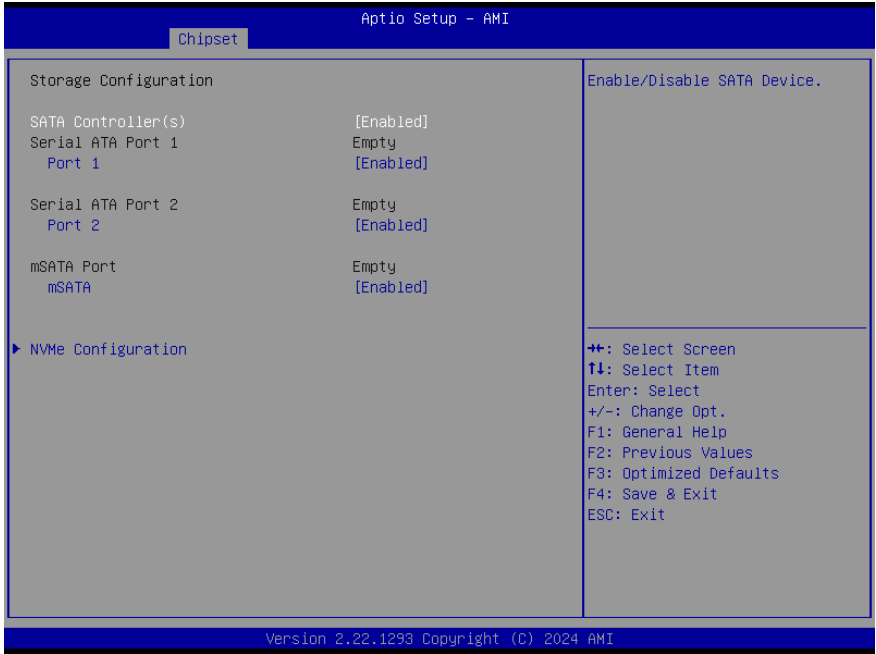 Aptio Setup – AMI
Chipset
Storage Configuration
SATA Controller(s) [Enabled]
Serial ATA Port 1 Empty
Port 1 [Enabled]
Serial ATA Port 2 Empty
Port 2 [Enabled]
mSATA Port Empty
mSATA [Enabled]
NVMe Configuration
Enable/Disable SATA Device.
→←: Select Screen
↑↓: Select Item
Enter: Select
+/-: Change Opt.
F1: General Help
F2: Previous Values
F3: Optimized Defaults
F4: Save & Exit
ESC: Exit
Version 2.22.1293 Copyright (C) 2024 AMI